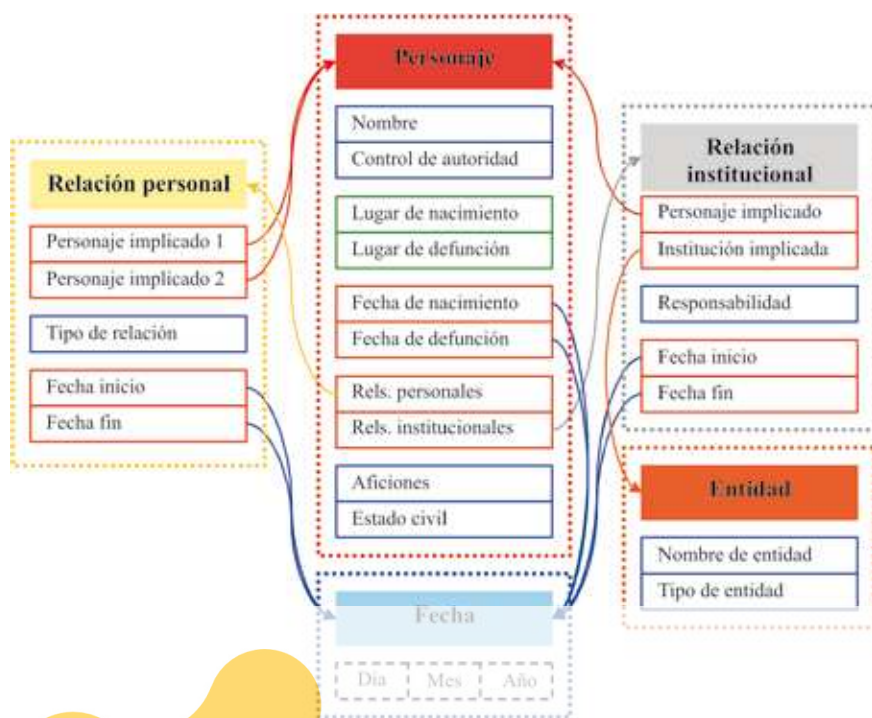 Personaje
Nombre
Control de autoridad
Lugar de nacimiento
Lugar de defunción
Fecha de nacimiento
Fecha de defunción
Rels. personales
Rels. institucionales
Aficiones
Estado civil
Relación personal
Personaje implicado 1
Personaje implicado 2
Tipo de relación
Fecha inicio
Fecha fin
Relación
institucional
Personaje implicado
Institución implicada
Responsabilidad
Fecha inicio
Fecha fin
Entidad
Nombre de entidad
Tipo de entidad
Fecha
Día
Mes
Año